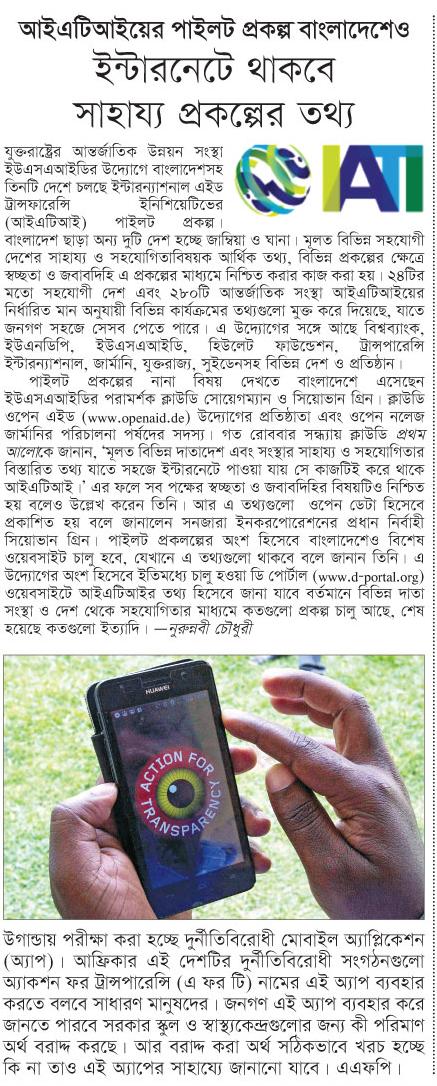 আইএটিআইয়ের পাইলট প্রকল্প বাংলাদেশেও
ইন্টারনেটে থাকবে
সাহায্য প্রকল্পের তথ্য
যুক্তরাষ্ট্রের আন্তর্জাতিক উন্নয়ন সংস্থা
ইউএসএআইডির উদ্যোগে বাংলাদেশসহ
তিনটি দেশে চলছে ইন্টারন্যাশনাল এইড
ট্রান্সফারেন্সি ইনিশিয়েটিভের
(আইএটিআই) পাইলট প্রকল্প।
IATI
বাংলাদেশ ছাড়া অন্য দুটি দেশ হচ্ছে জাম্বিয়া ও ঘানা। মূলত বিভিন্ন সহযোগী
দেশের সাহায্য ও সহযোগিতাবিষয়ক আর্থিক তথ্য, বিভিন্ন প্রকল্পের ক্ষেত্রে
স্বচ্ছতা ও জবাবদিহি এ প্রকল্পের মাধ্যমে নিশ্চিত করার কাজ করা হয়। ২৪টির
মতো সহযোগী দেশ এবং ২৮০টি আন্তর্জাতিক সংস্থা আইএটিআইয়ের
নির্ধারিত মান অনুযায়ী বিভিন্ন কার্যক্রমের তথ্যগুলো মুক্ত করে দিয়েছে, যাতে
জনগণ সহজে সেসব পেতে পারে। এ উদ্যোগের সঙ্গে আছে বিশ্বব্যাংক,
ইউএনডিপি, ইউএসএআইডি, হিউলেট ফাউন্ডেশন, ট্রান্সপারেন্সি
ইন্টারন্যাশনাল, জার্মানি, যুক্তরাজ্য, সুইডেনসহ বিভিন্ন দেশ ও প্রতিষ্ঠান।
পাইলট প্রকল্পের নানা বিষয় দেখতে বাংলাদেশে এসেছেন
ইউএসএআইডির পরামর্শক ক্লাউডি সোয়েগম্যান ও সিয়োভান গ্রিন। ক্লাউডি
ওপেন এইড (www.openaid.de) উদ্যোগের প্রতিষ্ঠাতা এবং ওপেন নলেজ
জার্মানির পরিচালনা পর্ষদের সদস্য। গত রোববার সন্ধ্যায় ক্লাউডি প্রথম
আলোকে জানান, ‘মূলত বিভিন্ন দাতাদেশ এবং সংস্থার সাহায্য ও সহযোগিতার
বিস্তারিত তথ্য যাতে সহজে ইন্টারনেটে পাওয়া যায় সে কাজটিই করে থাকে
আইএটিআই।’ এর ফলে সব পক্ষের স্বচ্ছতা ও জবাবদিহির বিষয়টিও নিশ্চিত
হয় বলেও উল্লেখ করেন তিনি। আর এ তথ্যগুলো ওপেন ডেটা হিসেবে
প্রকাশিত হয় বলে জানালেন সনজারা ইনকরপোরেশনের প্রধান নির্বাহী
সিয়োভান গ্রিন। পাইলট প্রকলল্পের অংশ হিসেবে বাংলাদেশেও বিশেষ
ওয়েবসাইট চালু হবে, যেখানে এ তথ্যগুলো থাকবে বলে জানান তিনি। এ
উদ্যোগের অংশ হিসেবে ইতিমধ্যে চালু হওয়া ডি পোর্টাল (www.d-portal.org)
ওয়েবসাইটে আইএটিআইর তথ্য হিসেবে জানা যাবে বর্তমানে বিভিন্ন দাতা
সংস্থা ও দেশ থেকে সহযোগিতার মাধ্যমে কতগুলো প্রকল্প চালু আছে, শেষ
হয়েছে কতগুলো ইত্যাদি। —নুরুন্নবী চৌধুরী
HUAWEI
ACTION FOR
TRANSPARENCY
উগান্ডায় পরীক্ষা করা হচ্ছে দুর্নীতিবিরোধী মোবাইল অ্যাপ্লিকেশন
(অ্যাপ)। আফ্রিকার এই দেশটির দুর্নীতিবিরোধী সংগঠনগুলো
অ্যাকশন ফর ট্রান্সপারেন্সি (এ ফর টি) নামের এই অ্যাপ ব্যবহার
করতে বলবে সাধারণ মানুষদের। জনগণ এই অ্যাপ ব্যবহার করে
জানতে পারবে সরকার স্কুল ও স্বাস্থ্যকেন্দ্রগুলোর জন্য কী পরিমাণ
অর্থ বরাদ্দ করছে। আর বরাদ্দ করা অর্থ সঠিকভাবে খরচ হচ্ছে
কি না তাও এই অ্যাপের সাহায্যে জানানো যাবে। এএফপি।